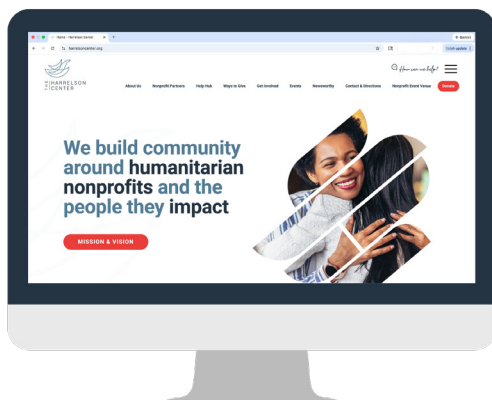 Home - Harrelson Center
harrelsoncenter.org
THE HARRELSON CENTER
How can we help?
About Us Nonprofit Partners Help Hub Ways to Give Get Involved Events Newsworthy Contact & Directions Nonprofit Event Venue Donate
We build community
around humanitarian
nonprofits and the
people they impact
MISSION & VISION